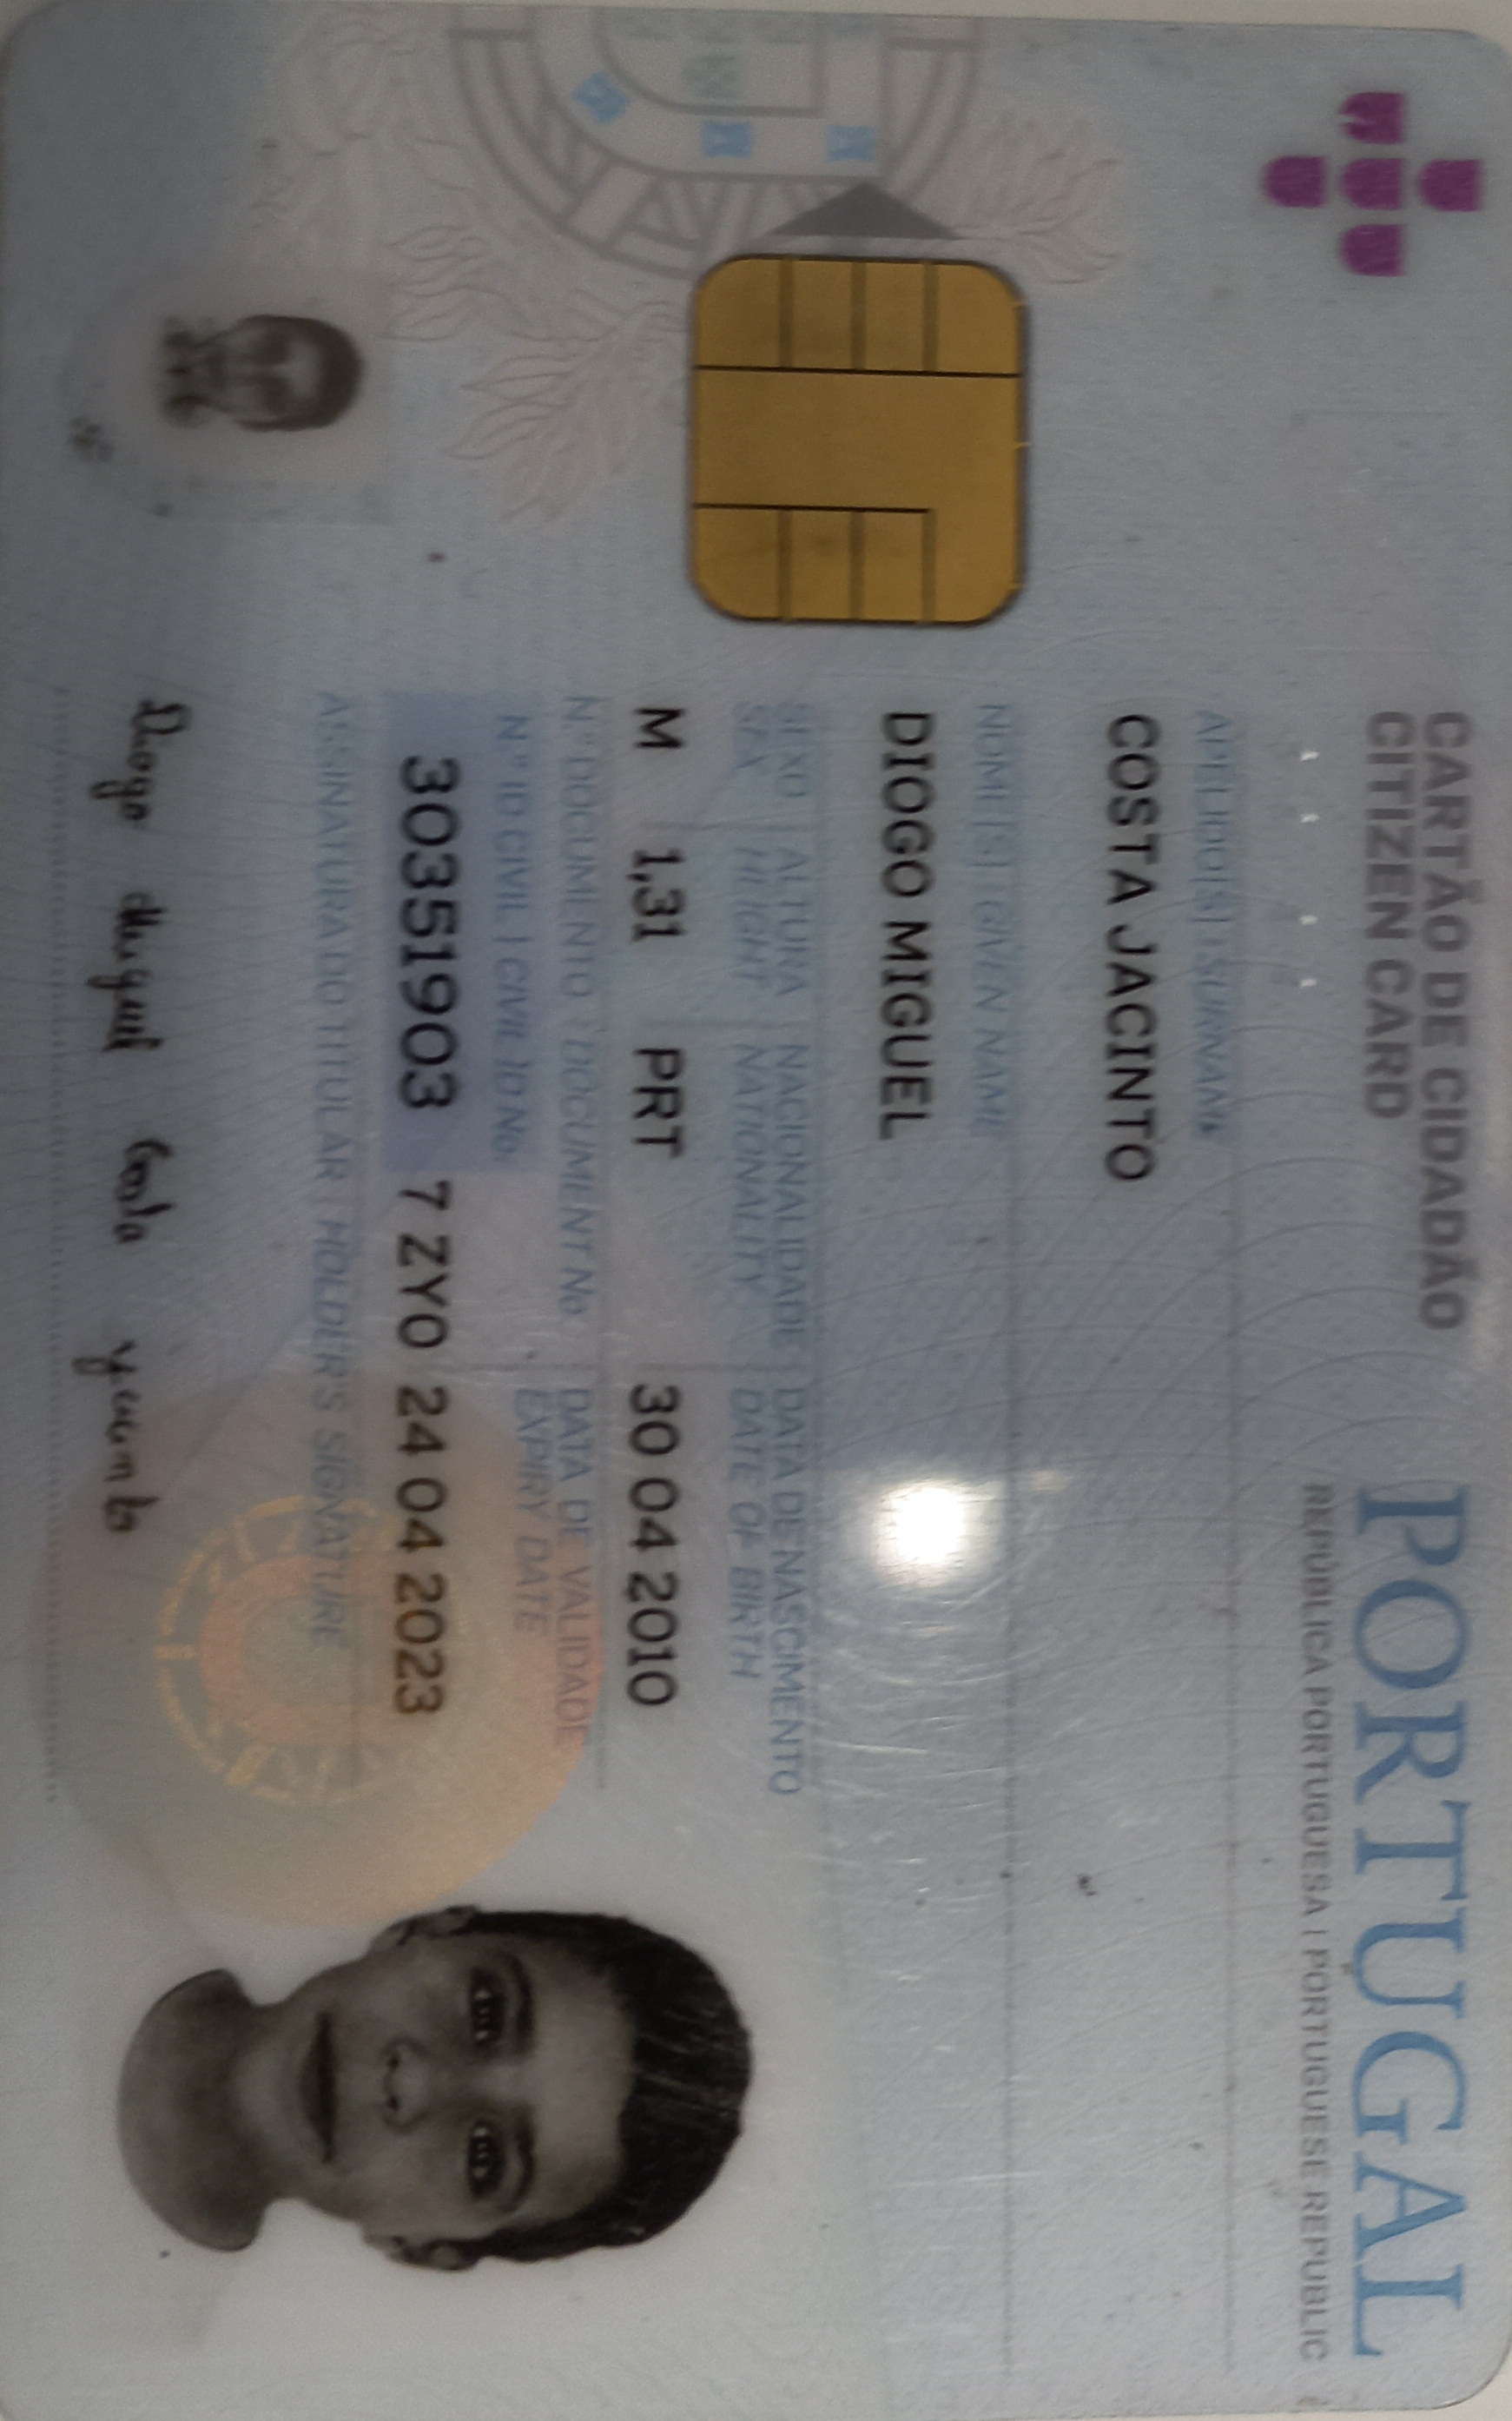 CARTÃO DE CIDADÃO
CITIZEN CARD
PORTUGAL
REPÚBLICA PORTUGUESA | PORTUGUESE REPUBLIC
APELIDO[S] | SURNAME
COSTA JACINTO
NOME[S] | GIVEN NAME
DIOGO MIGUEL
SEXO ALTURA NACIONALIDADE DATA DE NASCIMENTO
SEX HEIGHT NATIONALITY DATE OF BIRTH
M 1,31 PRT 30 04 2010
N.º DOCUMENTO | DOCUMENT No. DATA DE VALIDADE
N.º ID CIVIL | CIVIL ID No. EXPIRY DATE
30351903 7 ZY0 24 04 2023
ASSINATURA DO TITULAR | HOLDER'S SIGNATURE
Diogo Miguel Costa Jacinto